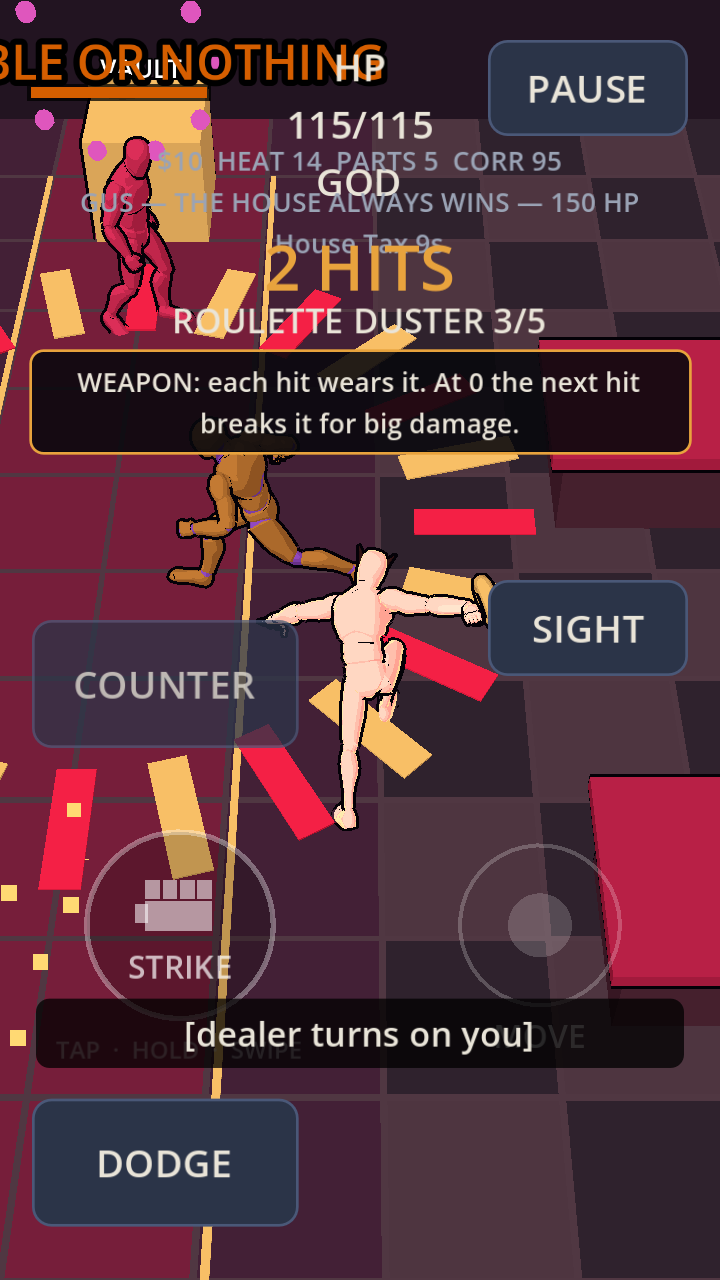 BLE OR NOTHING
VAULT
HP
115/115
PAUSE
$10 HEAT 14 PARTS 5 CORR 95
GOD
GUS — THE HOUSE ALWAYS WINS — 150 HP
House Tax 9s
2 HITS
ROULETTE DUSTER 3/5
WEAPON: each hit wears it. At 0 the next hit
breaks it for big damage.
SIGHT
COUNTER
STRIKE
[dealer turns on you]
MOVE
TAP · HOLD · SWIPE
DODGE